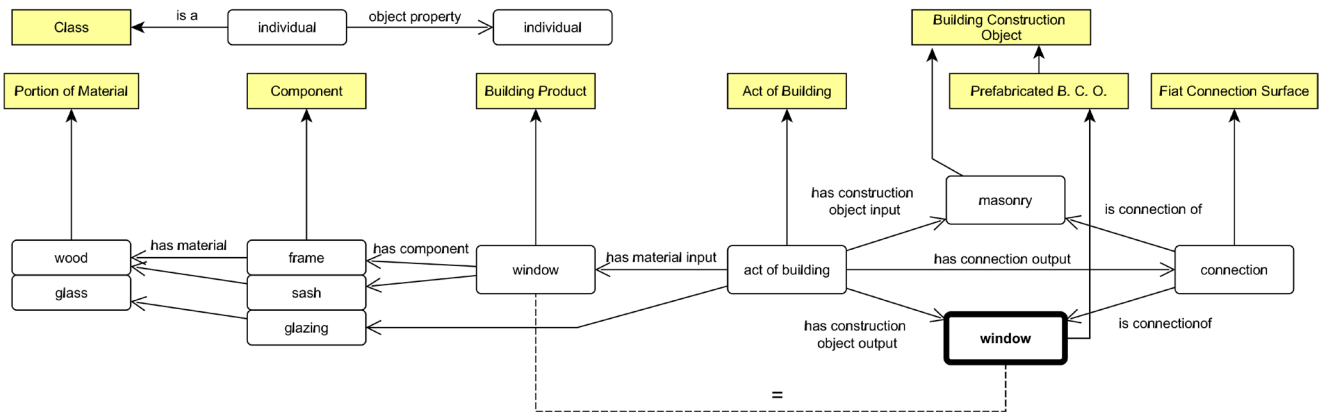 Class
is a
individual
object property
individual
Building Construction
Object
Portion of Material
Component
Building Product
Act of Building
Prefabricated B. C. O.
Fiat Connection Surface
has construction
object input
masonry
is connection of
wood
has material
frame
has component
window
has material input
act of building
has connection output
connection
glass
sash
glazing
has construction
object output
window
is connectionof
=